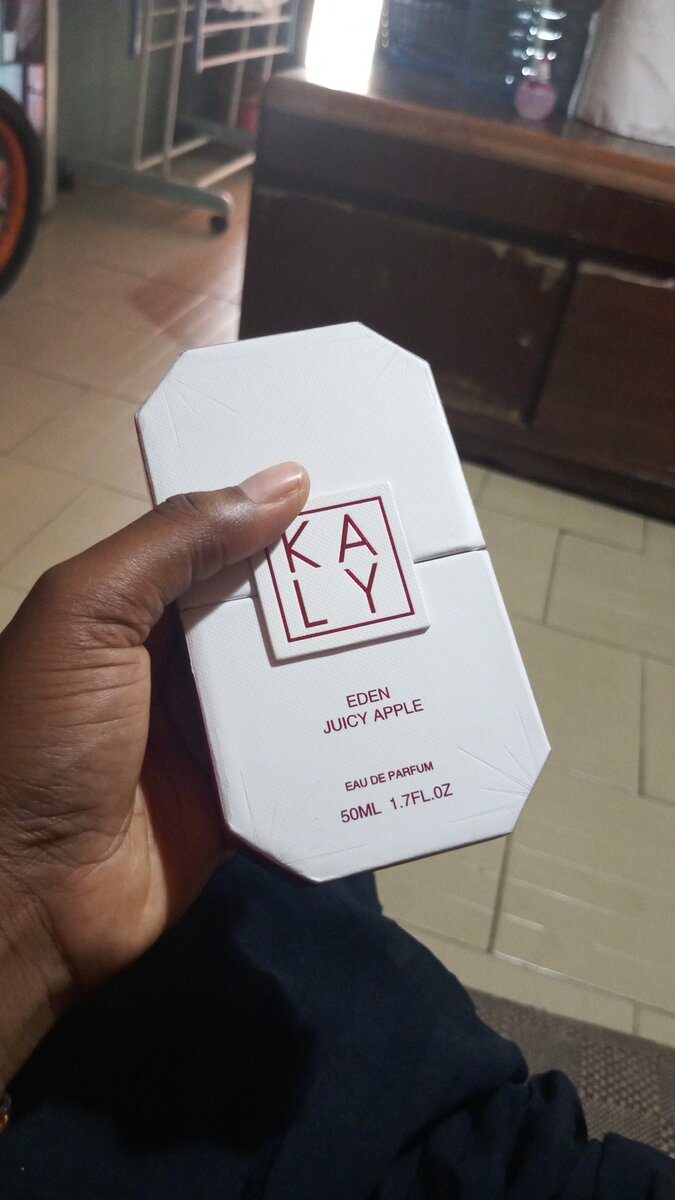 KA
LY
EDEN
JUICY APPLE
EAU DE PARFUM
50ML 1.7FL.OZ